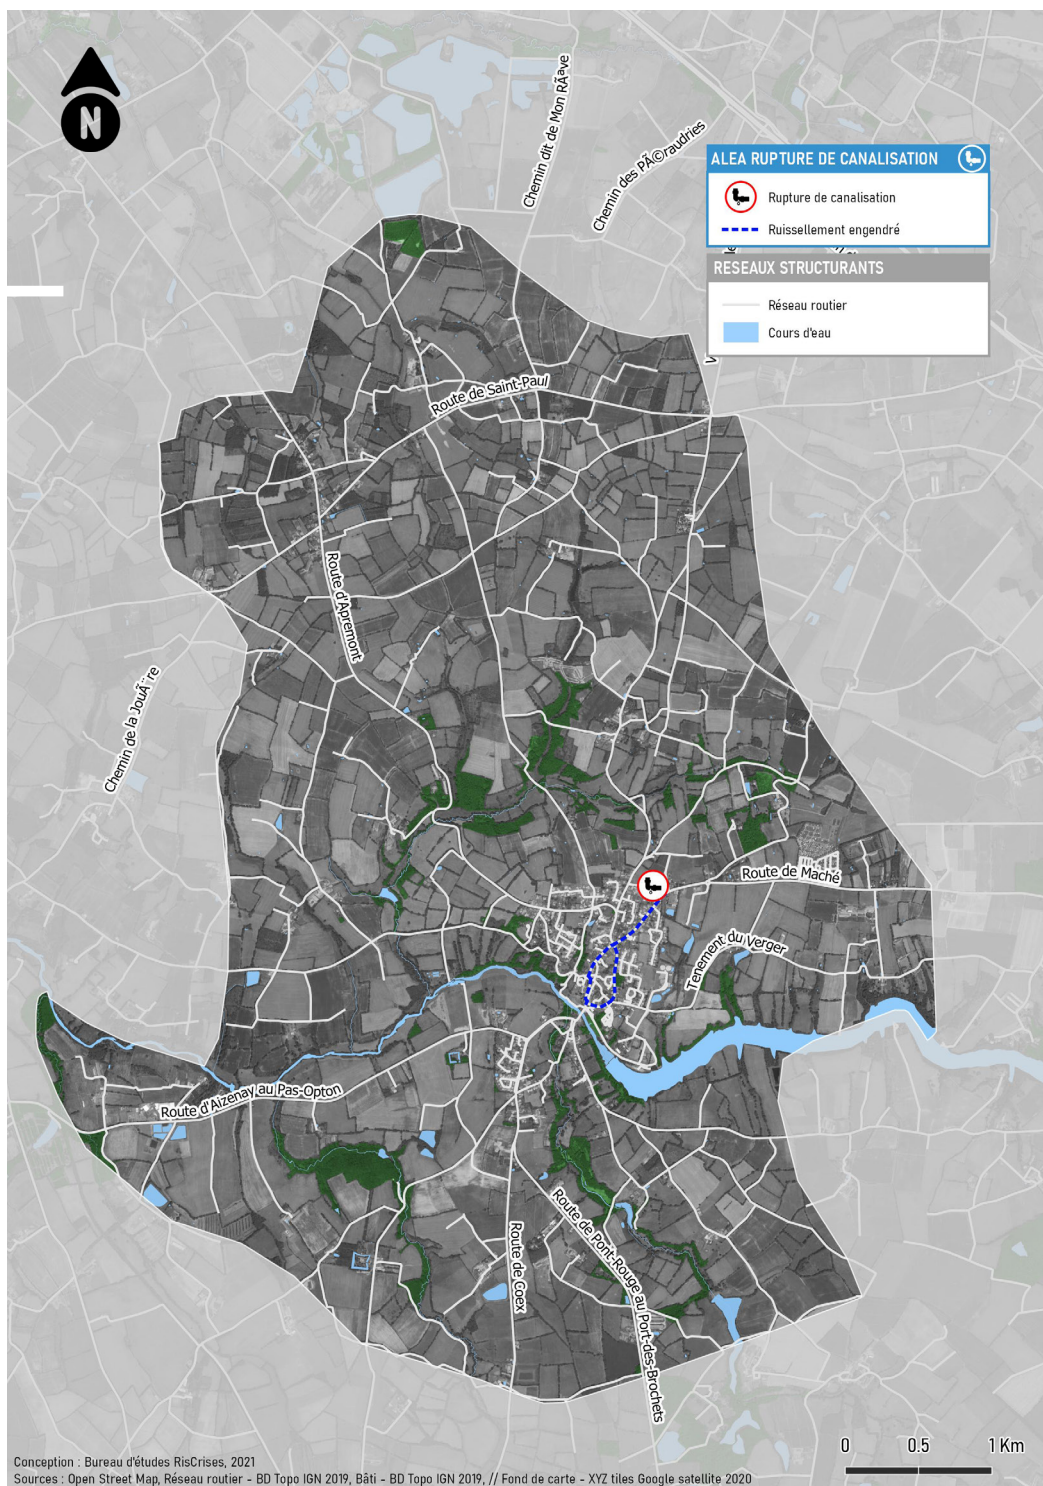 N
Chemin dit de Mon RÃave
Chemin des PÃ©raudries
ALEA RUPTURE DE CANALISATION
Rupture de canalisation
Ruissellement engendré
RESEAUX STRUCTURANTS
Réseau routier
Cours d'eau
Route de Saint-Paul
Route d'Apremont
Chemin de la JouÃ¨re
Route de Maché
Tenement du Verger
Route d'Aizenay au Pas-Opton
Route de Coex
Route de Pont-Rouge au Port-des-Brochets
0 0.5 1 Km
Conception : Bureau d'études RisCrises, 2021
Sources : Open Street Map, Réseau routier - BD Topo IGN 2019, Bâti - BD Topo IGN 2019, // Fond de carte - XYZ tiles Google satellite 2020